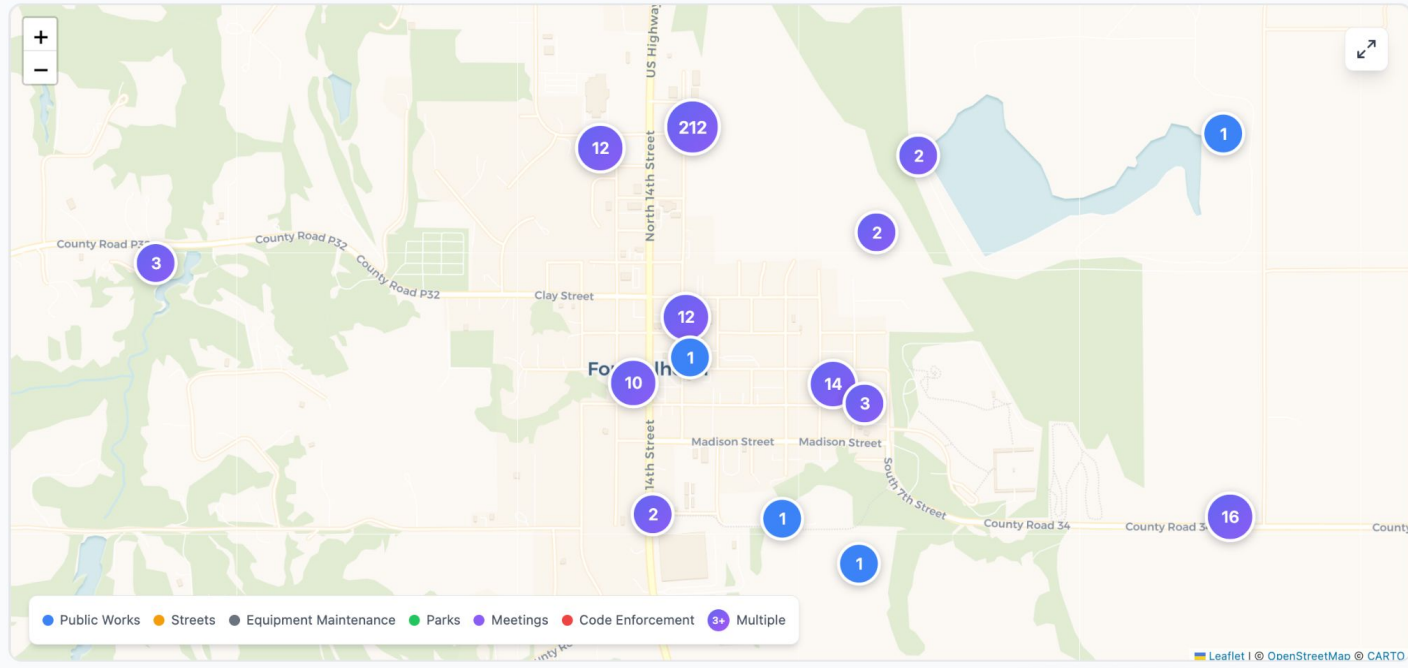 +
−
US Highway
212
12
North 14th Street
2
1
2
County Road P32
County Road P32
3
County Road P32
Clay Street
12
1
10
14
3
Madison Street
Madison Street
14th Street
South 7th Street
2
1
County Road 34
County Road 34
16
1
Public Works Streets Equipment Maintenance Parks Meetings Code Enforcement 3+ Multiple
Leaflet | © OpenStreetMap © CARTO